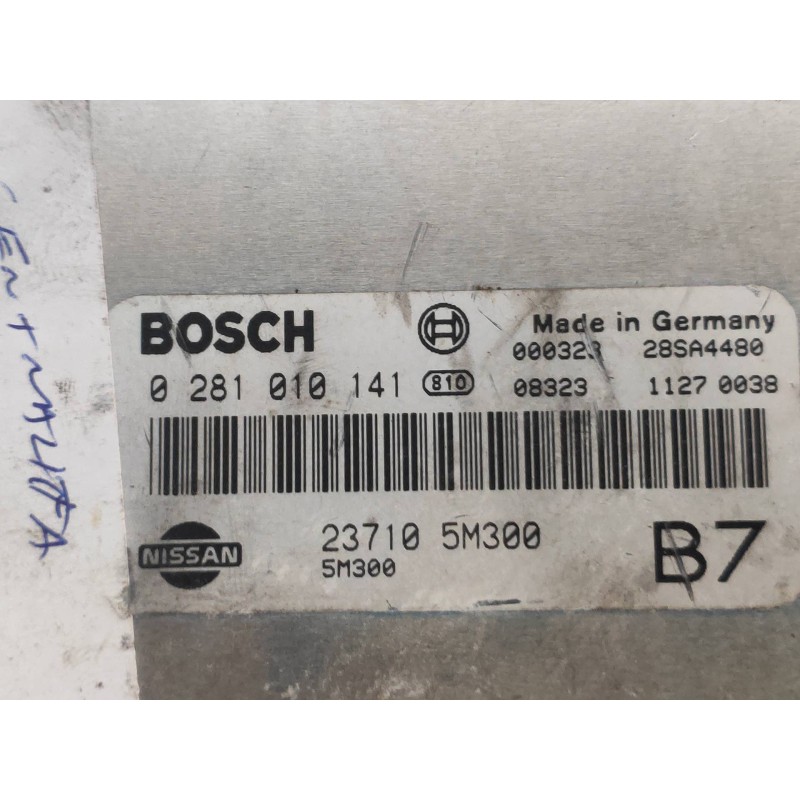 CENTRALITA
BOSCH
Made in Germany
000323 28SA4480
0 281 010 141 810 08323 1127 0038
NISSAN
23710 5M300
5M300
B7